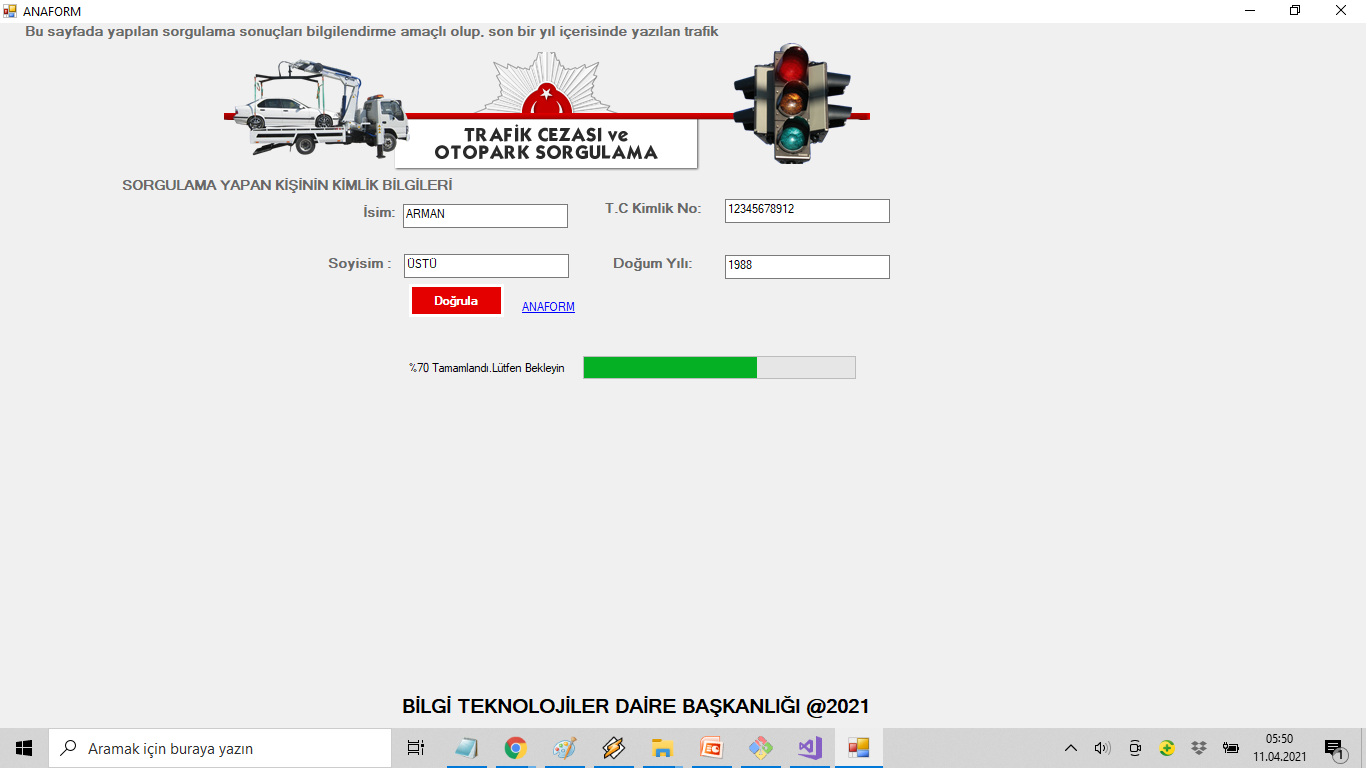 ANAFORM
Bu sayfada yapılan sorgulama sonuçları bilgilendirme amaçlı olup, son bir yıl içerisinde yazılan trafik
TRAFİK CEZASI ve
OTOPARK SORGULAMA
SORGULAMA YAPAN KİŞİNİN KİMLİK BİLGİLERİ
İsim: ARMAN T.C Kimlik No: 12345678912
Soyisim : ÜSTÜ Doğum Yılı: 1988
Doğrula ANAFORM
%70 Tamamlandı.Lütfen Bekleyin
BİLGİ TEKNOLOJİLER DAİRE BAŞKANLIĞI @2021
Aramak için buraya yazın
05:50
11.04.2021
1